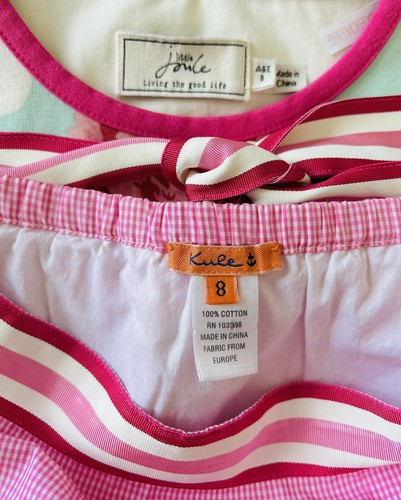 little
Joule
Living the good life
AGE
8
Made in
China
Kule
8
100% COTTON
RN 103398
MADE IN CHINA
FABRIC FROM
EUROPE